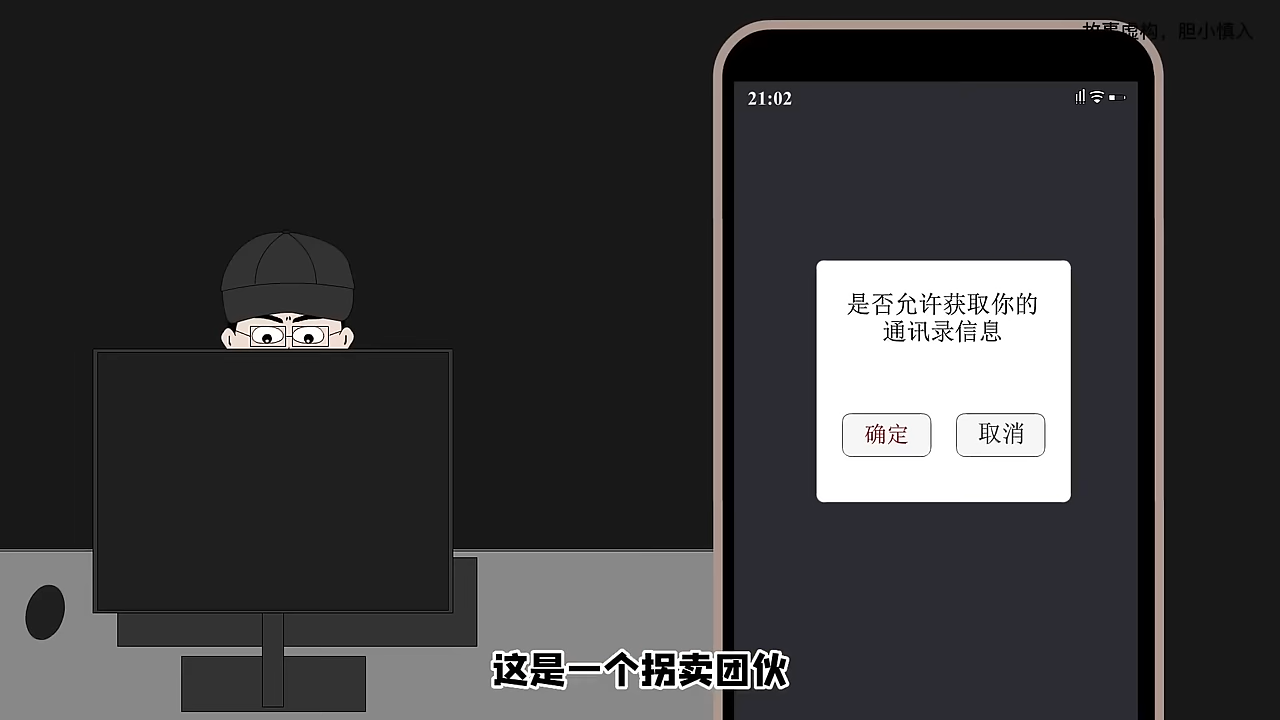 故事虚构，胆小慎入
21:02
是否允许获取你的
通讯录信息
确定
取消
这是一个拐卖团伙